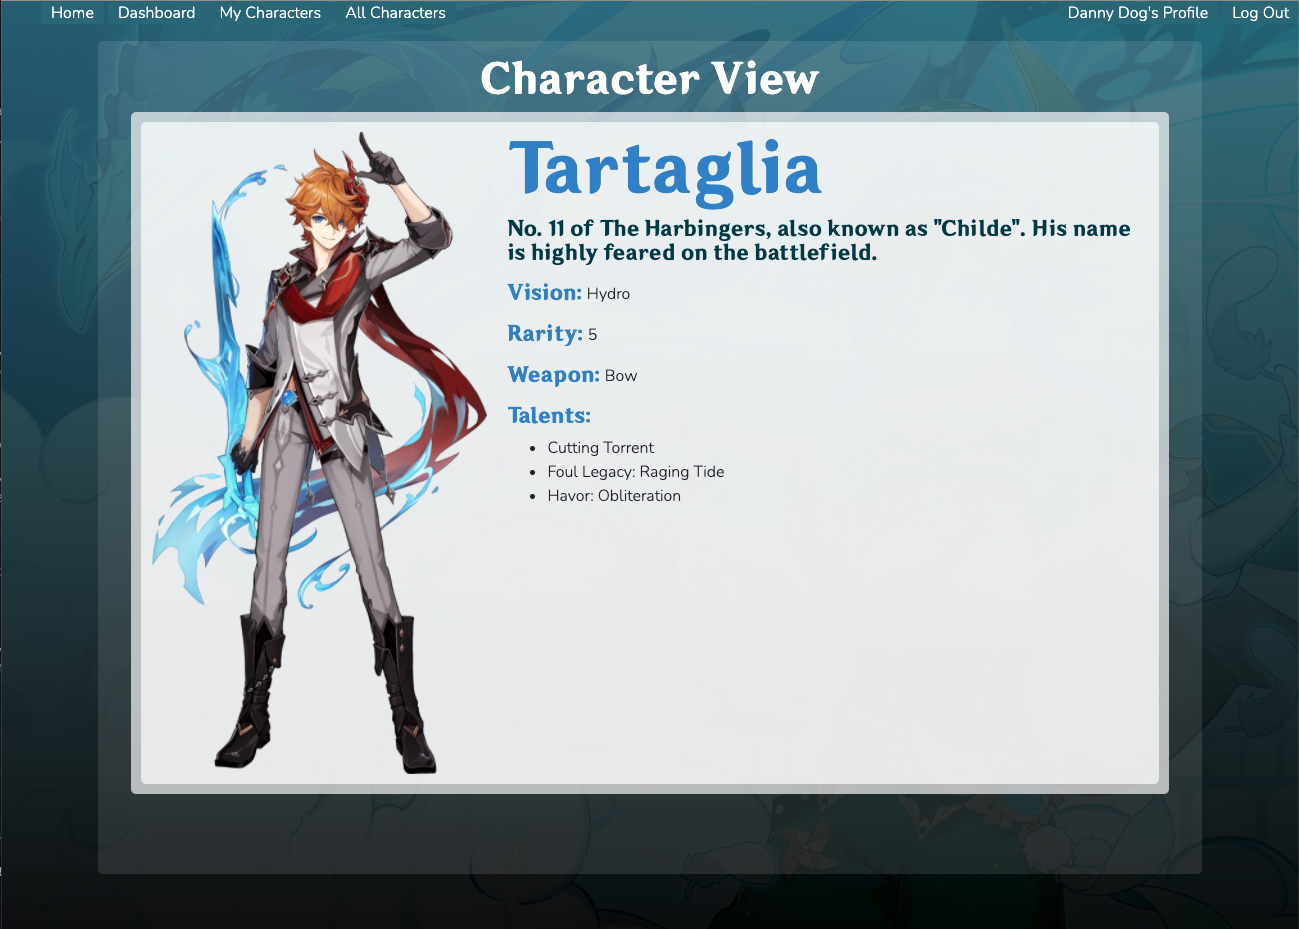 Home Dashboard My Characters All Characters Danny Dog's Profile Log Out
Character View
Tartaglia
No. 11 of The Harbingers, also known as "Childe". His name
is highly feared on the battlefield.
Vision: Hydro
Rarity: 5
Weapon: Bow
Talents:
• Cutting Torrent
• Foul Legacy: Raging Tide
• Havor: Obliteration